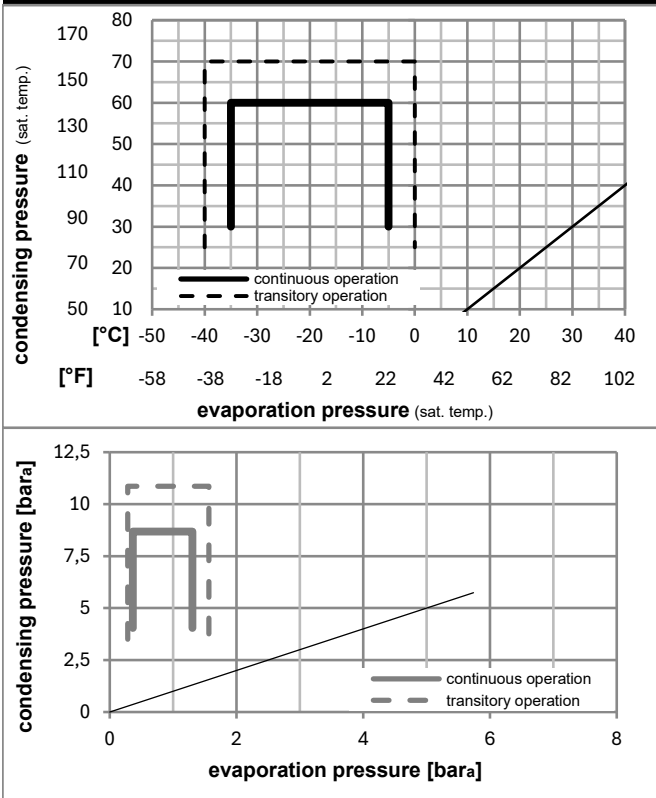 condensing pressure (sat. temp.)
170 80
70
150
60
130 50
110 40
90 30
70 20
50 10
continuous operation
transitory operation
[°C] -50 -40 -30 -20 -10 0 10 20 30 40
[°F] -58 -38 -18 2 22 42 62 82 102
evaporation pressure (sat. temp.)
condensing pressure [bara]
12,5
10
7,5
5
2,5
0
continuous operation
transitory operation
0 2 4 6 8
evaporation pressure [bara]